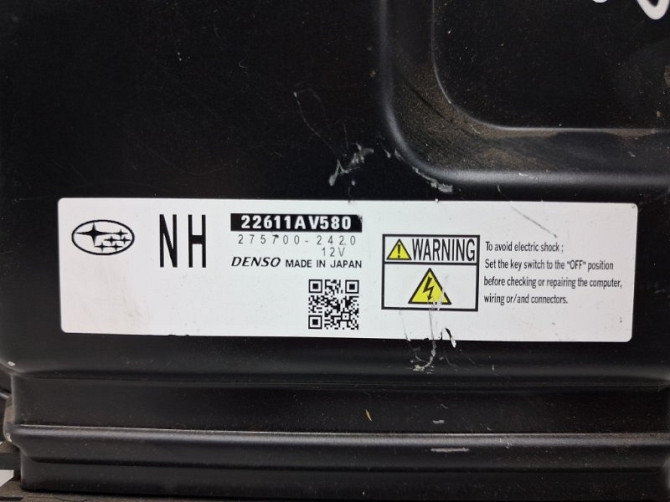 NH
22611AV580
275700-2420
12V
DENSO MADE IN JAPAN
WARNING
To avoid electric shock;
Set the key switch to the "OFF" position
before checking or repairing the computer,
wiring or/and connectors.